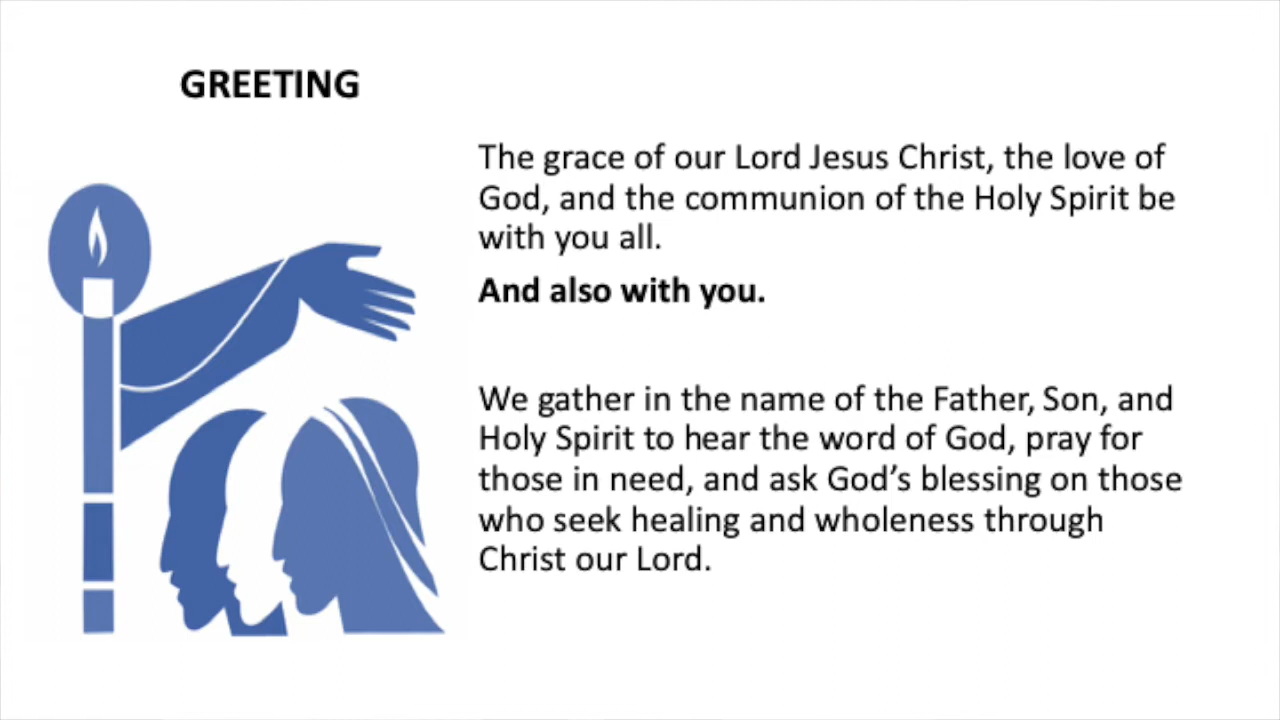 GREETING
The grace of our Lord Jesus Christ, the love of
God, and the communion of the Holy Spirit be
with you all.
And also with you.
We gather in the name of the Father, Son, and
Holy Spirit to hear the word of God, pray for
those in need, and ask God’s blessing on those
who seek healing and wholeness through
Christ our Lord.